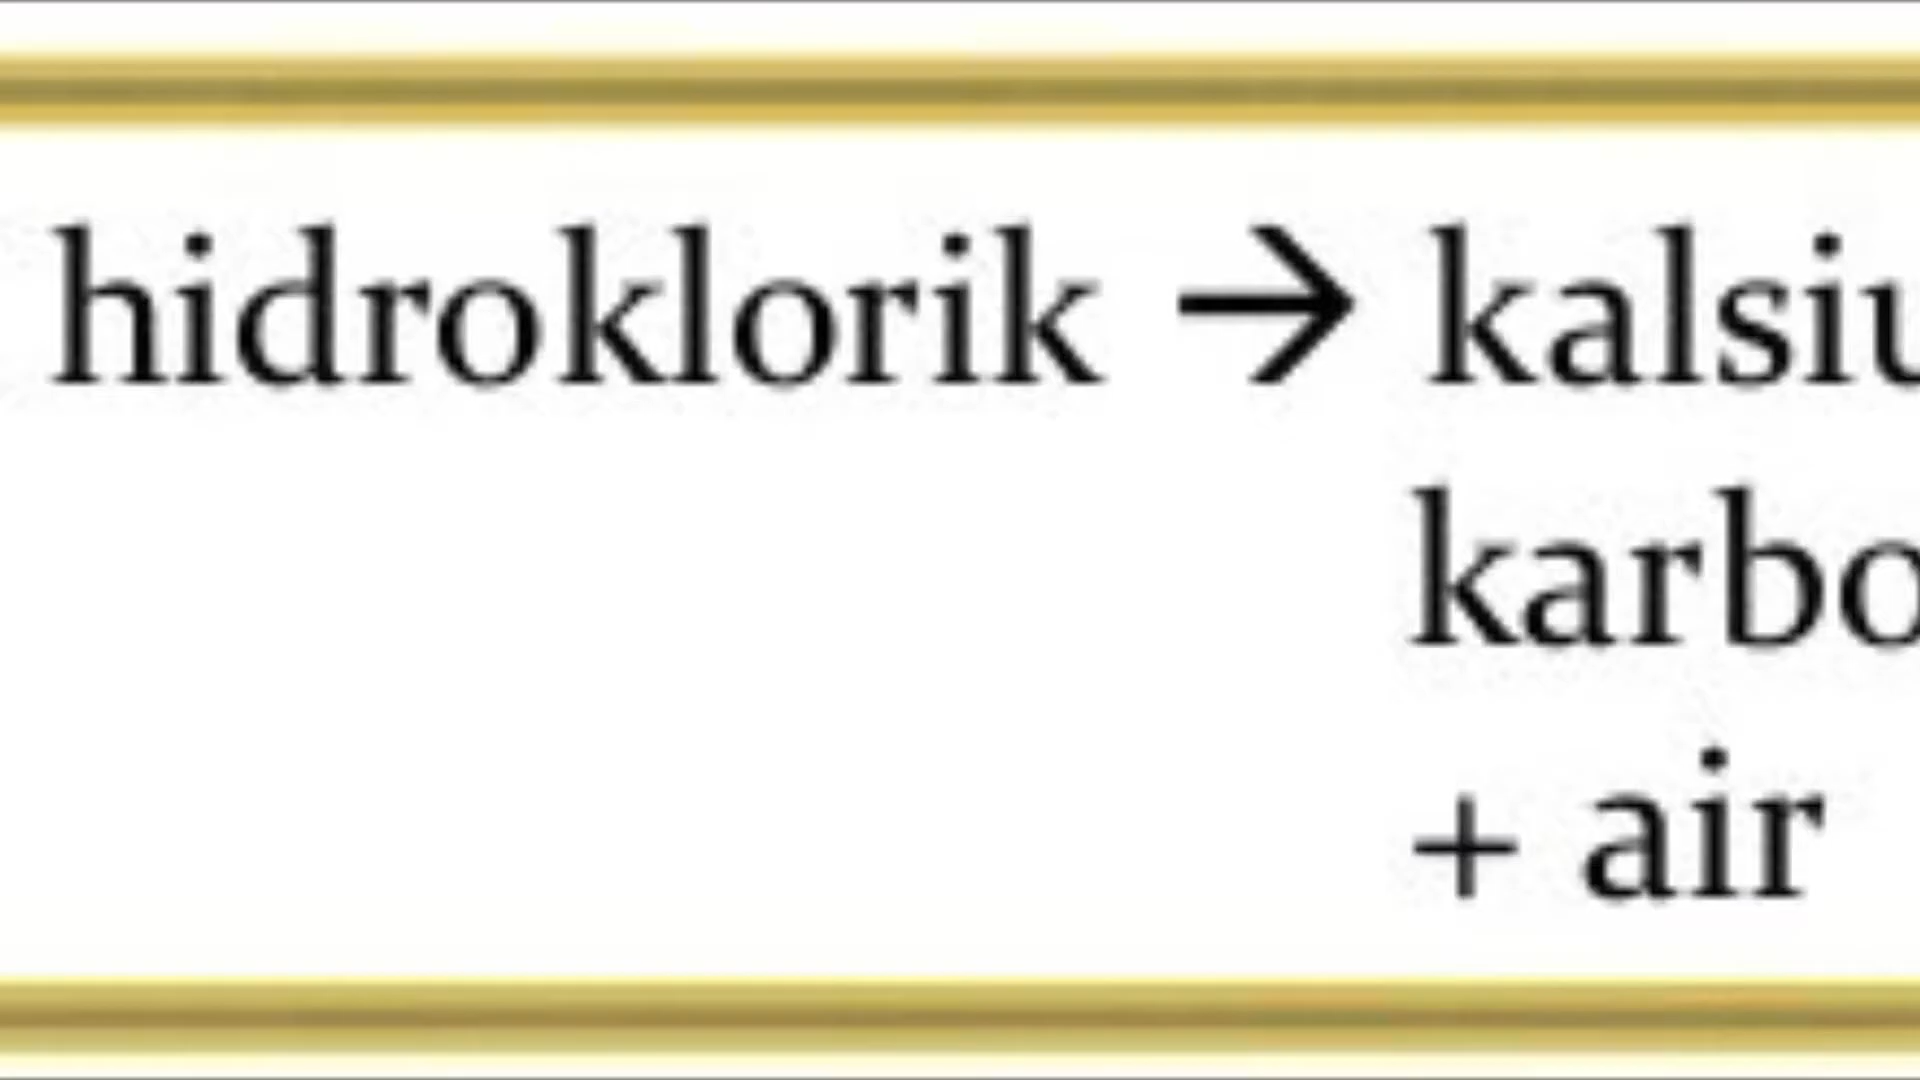 hidroklorik → kalsiu
karbo
+ air